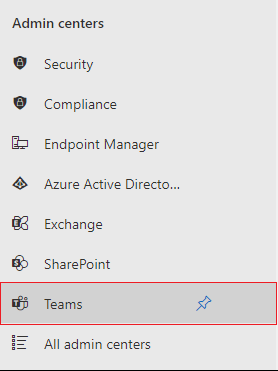 Admin centers
Security
Compliance
Endpoint Manager
Azure Active Directo...
Exchange
SharePoint
Teams
All admin centers